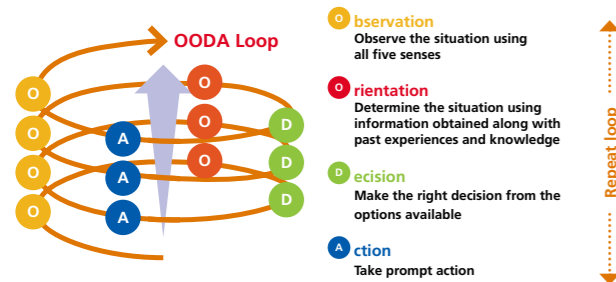 OODA Loop
O
O
O
O
O
O
O
A
A
A
D
D
D
O bservation
Observe the situation using
all five senses
O rientation
Determine the situation using
information obtained along with
past experiences and knowledge
D ecision
Make the right decision from the
options available
A ction
Take prompt action
Repeat loop